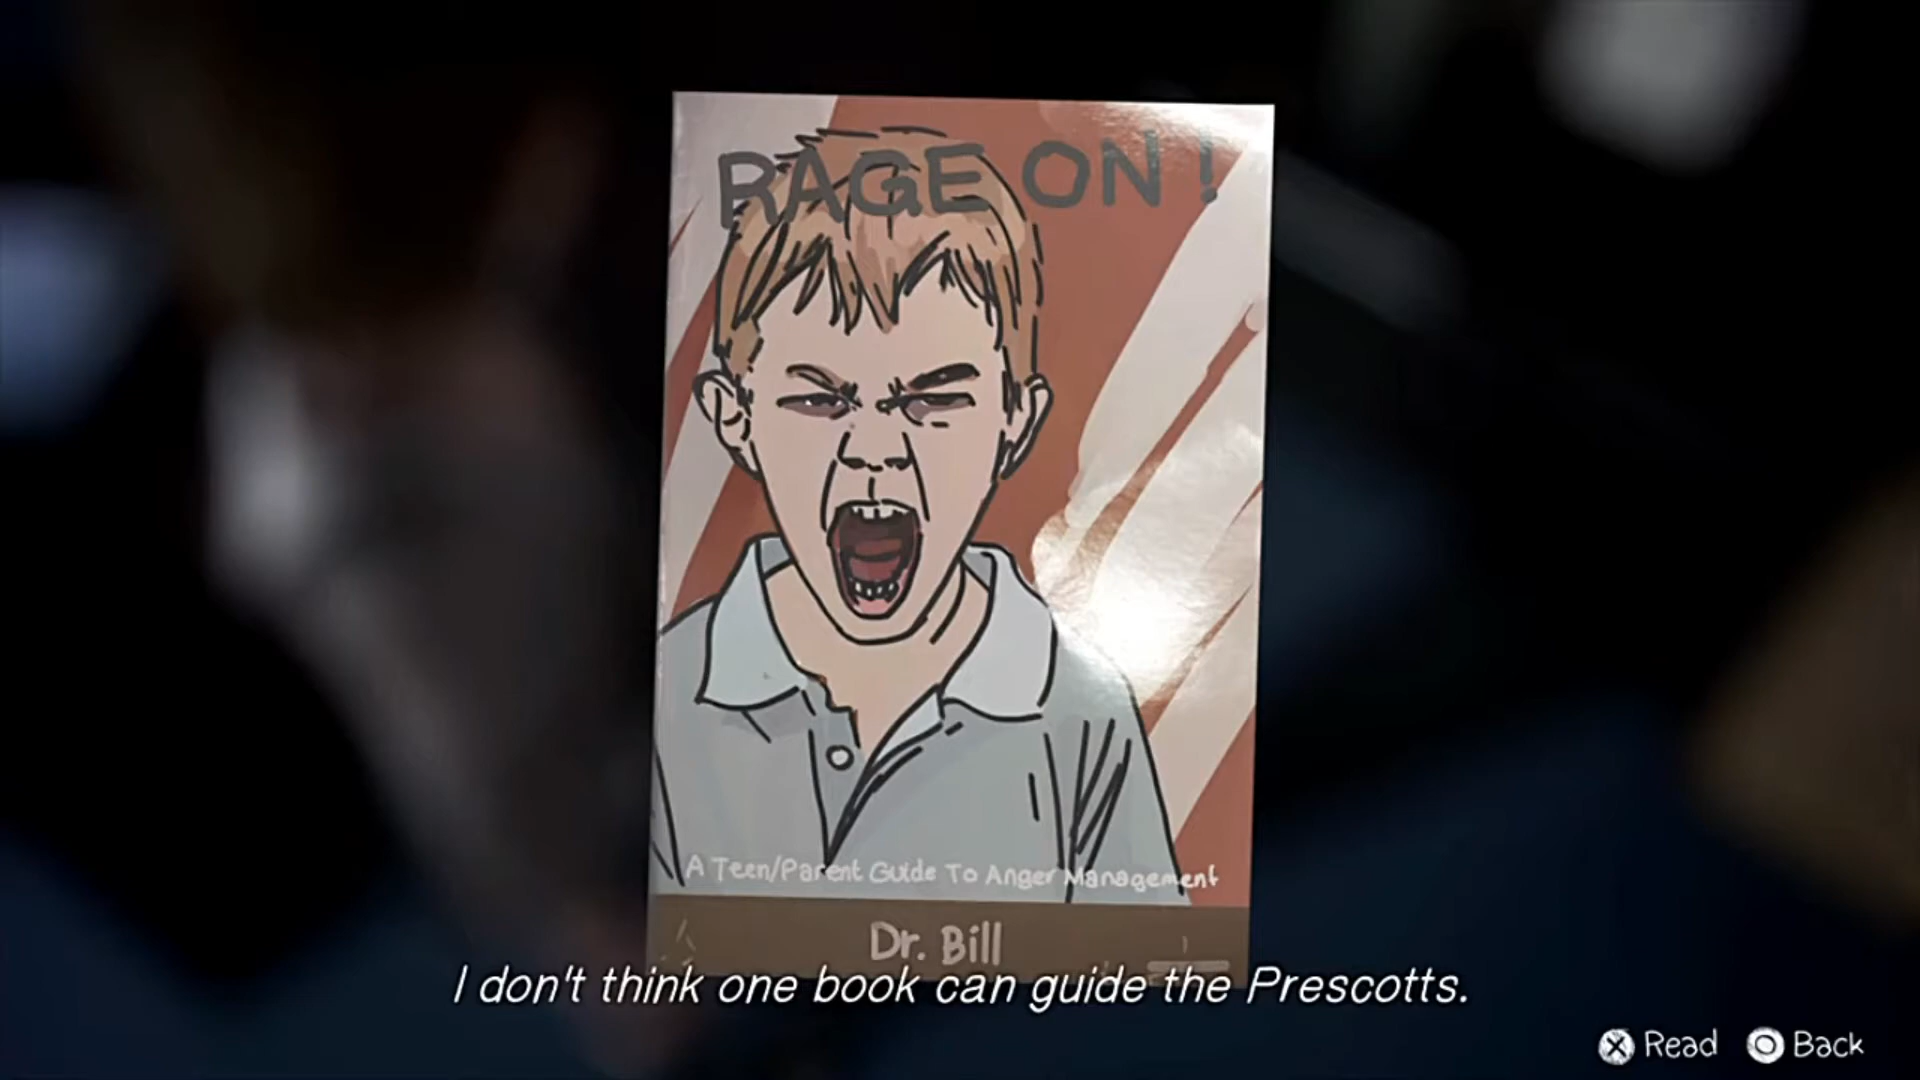 RAGE ON!
A Teen/Parent Guide To Anger Management
Dr. Bill
I don't think one book can guide the Prescotts.
Read Back